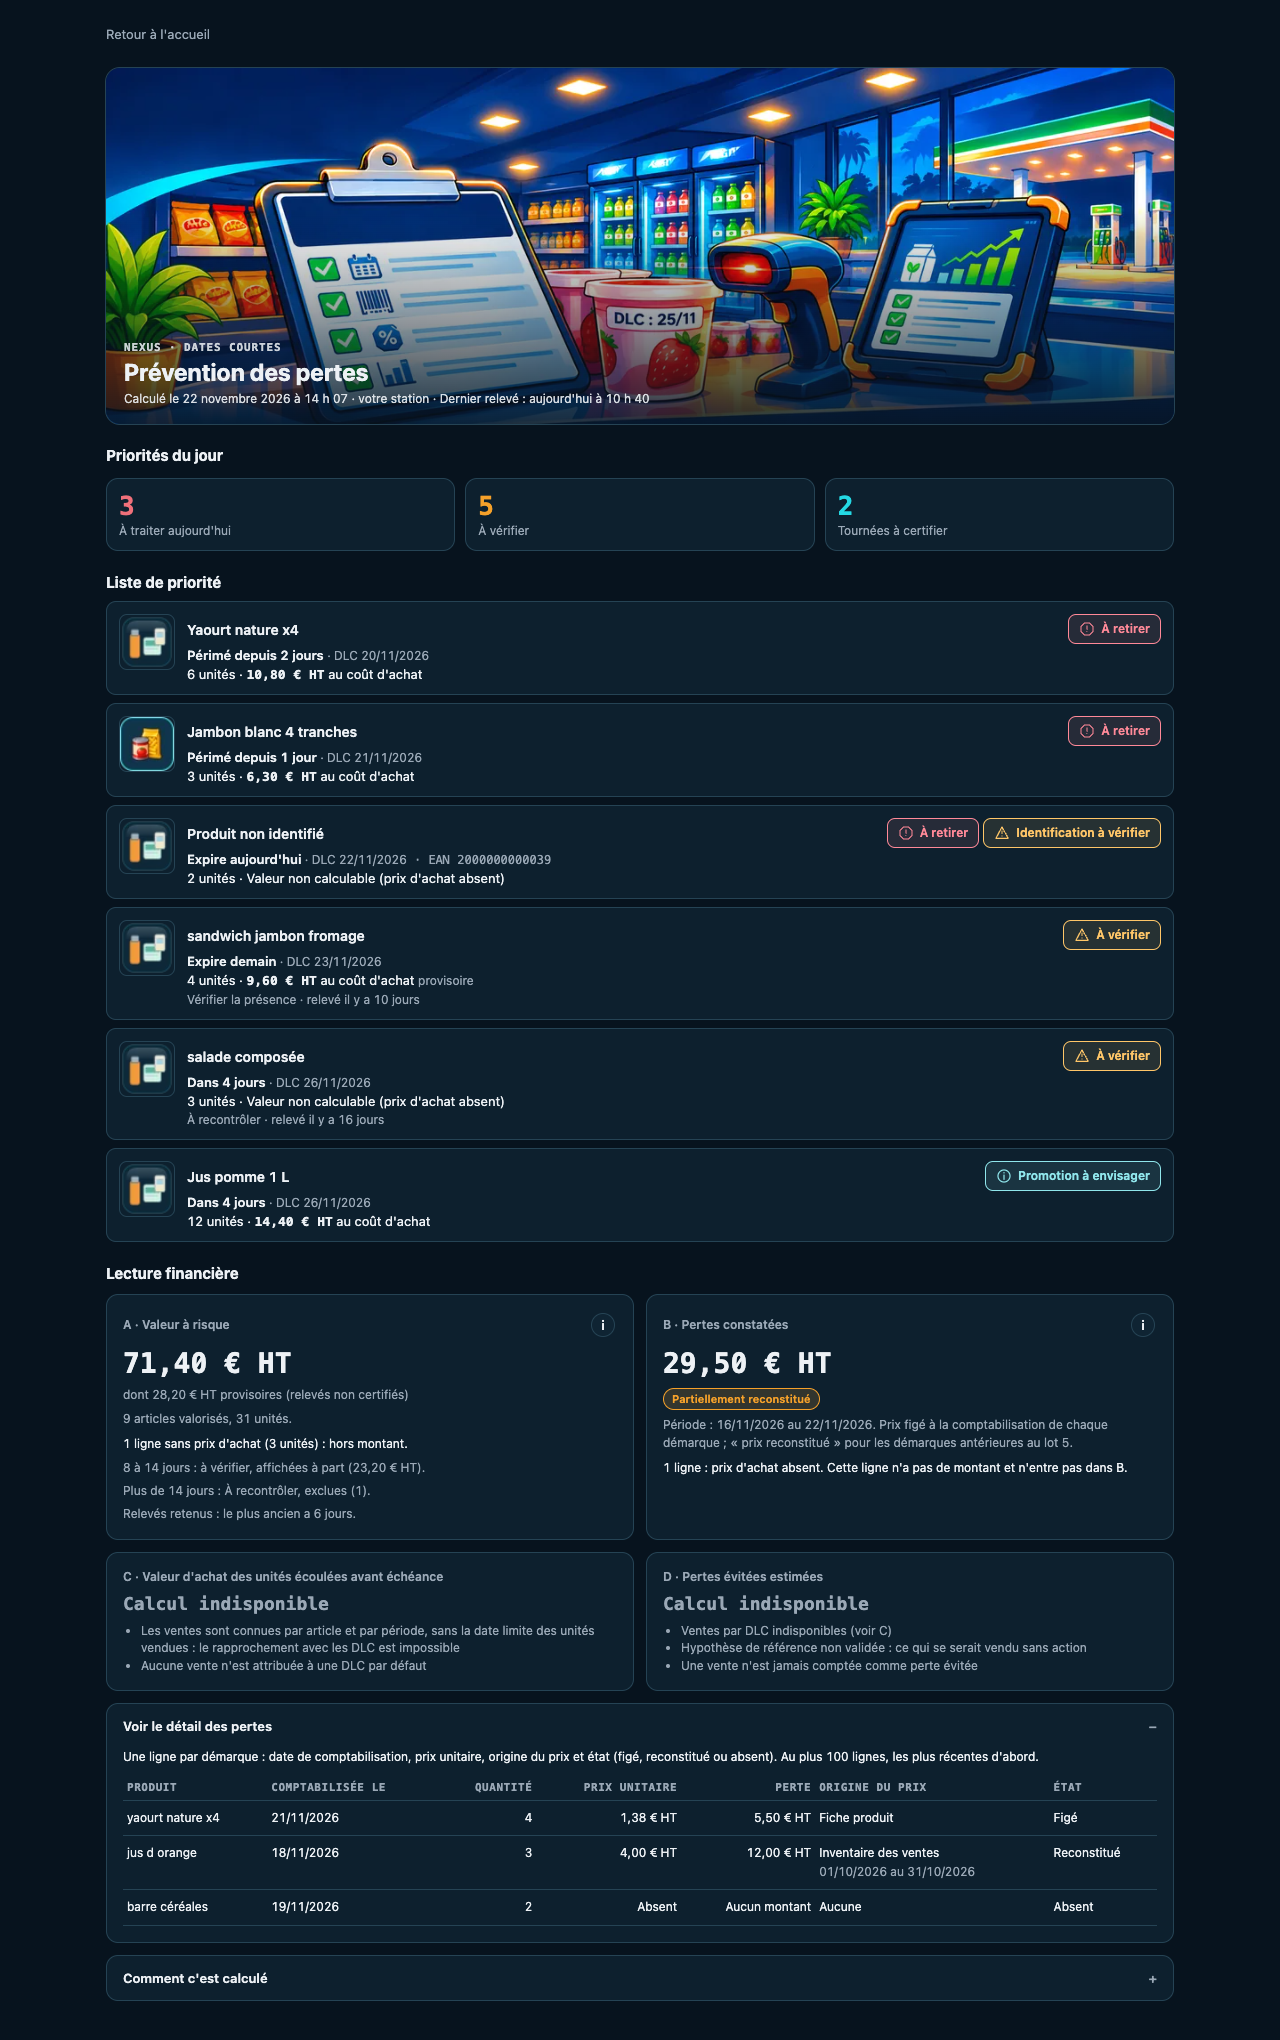 Retour à l'accueil
DLC : 25/11
NEXUS · DATES COURTES
Prévention des pertes
Calculé le 22 novembre 2026 à 14 h 07 · votre station · Dernier relevé : aujourd'hui à 10 h 40
Priorités du jour
3
À traiter aujourd'hui
5
À vérifier
2
Tournées à certifier
Liste de priorité
Yaourt nature x4
À retirer
Périmé depuis 2 jours · DLC 20/11/2026
6 unités · 10,80 € HT au coût d'achat
Jambon blanc 4 tranches
À retirer
Périmé depuis 1 jour · DLC 21/11/2026
3 unités · 6,30 € HT au coût d'achat
Produit non identifié
À retirer
Identification à vérifier
Expire aujourd'hui · DLC 22/11/2026 · EAN 2000000000039
2 unités · Valeur non calculable (prix d'achat absent)
sandwich jambon fromage
À vérifier
Expire demain · DLC 23/11/2026
4 unités · 9,60 € HT au coût d'achat provisoire
Vérifier la présence · relevé il y a 10 jours
salade composée
À vérifier
Dans 4 jours · DLC 26/11/2026
3 unités · Valeur non calculable (prix d'achat absent)
À recontrôler · relevé il y a 16 jours
Jus pomme 1 L
Promotion à envisager
Dans 4 jours · DLC 26/11/2026
12 unités · 14,40 € HT au coût d'achat
Lecture financière
A · Valeur à risque
i
71,40 € HT
dont 28,20 € HT provisoires (relevés non certifiés)
9 articles valorisés, 31 unités.
1 ligne sans prix d'achat (3 unités) : hors montant.
8 à 14 jours : à vérifier, affichées à part (23,20 € HT).
Plus de 14 jours : À recontrôler, exclues (1).
Relevés retenus : le plus ancien a 6 jours.
B · Pertes constatées
i
29,50 € HT
Partiellement reconstitué
Période : 16/11/2026 au 22/11/2026. Prix figé à la comptabilisation de chaque
démarque ; « prix reconstitué » pour les démarques antérieures au lot 5.
1 ligne : prix d'achat absent. Cette ligne n'a pas de montant et n'entre pas dans B.
C · Valeur d'achat des unités écoulées avant échéance
Calcul indisponible
• Les ventes sont connues par article et par période, sans la date limite des unités
vendues : le rapprochement avec les DLC est impossible
• Aucune vente n'est attribuée à une DLC par défaut
D · Pertes évitées estimées
Calcul indisponible
• Ventes par DLC indisponibles (voir C)
• Hypothèse de référence non validée : ce qui se serait vendu sans action
• Une vente n'est jamais comptée comme perte évitée
Voir le détail des pertes −
Une ligne par démarque : date de comptabilisation, prix unitaire, origine du prix et état (figé, reconstitué ou absent). Au plus 100 lignes, les plus récentes d'abord.
PRODUIT COMPTABILISÉE LE QUANTITÉ PRIX UNITAIRE PERTE ORIGINE DU PRIX ÉTAT
yaourt nature x4 21/11/2026 4 1,38 € HT 5,50 € HT Fiche produit Figé
jus d orange 18/11/2026 3 4,00 € HT 12,00 € HT Inventaire des ventes Reconstitué
01/10/2026 au 31/10/2026
barre céréales 19/11/2026 2 Absent Aucun montant Aucune Absent
Comment c'est calculé +